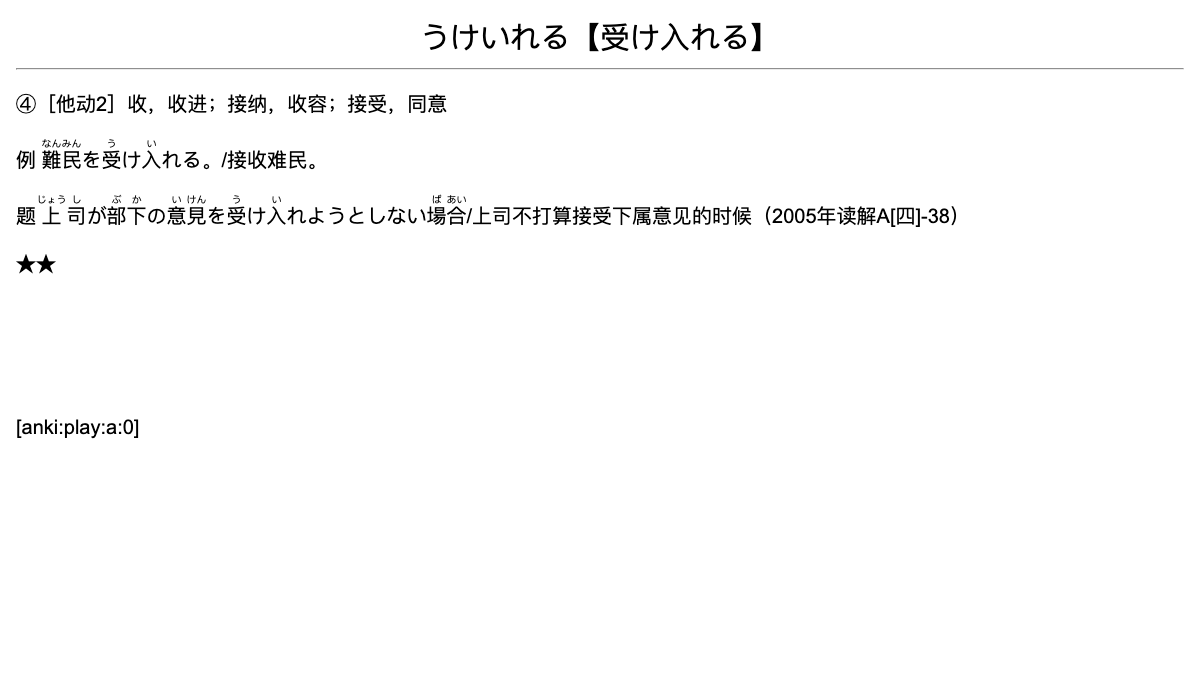 うけいれる【受け入れる】
④［他动2］收，收进；接纳，收容；接受，同意
なんみん う い
例 難民を受け入れる。/接收难民。
じょう し ぶ か い けん う い ば あい
题 上司が部下の意見を受け入れようとしない場合/上司不打算接受下属意见的时候（2005年读解A[四]-38）
★★
[anki:play:a:0]